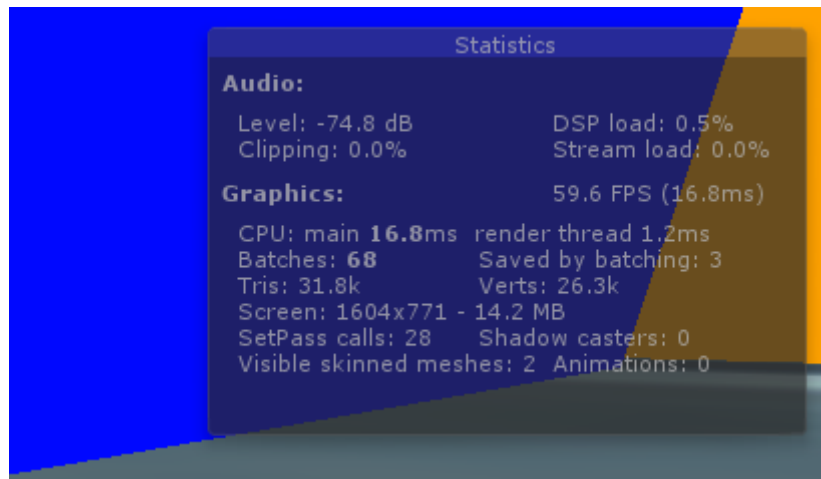 Statistics
Audio:
Level: -74.8 dB DSP load: 0.5%
Clipping: 0.0% Stream load: 0.0%
Graphics: 59.6 FPS (16.8ms)
CPU: main 16.8ms render thread 1.2ms
Batches: 68 Saved by batching: 3
Tris: 31.8k Verts: 26.3k
Screen: 1604x771 - 14.2 MB
SetPass calls: 28 Shadow casters: 0
Visible skinned meshes: 2 Animations: 0